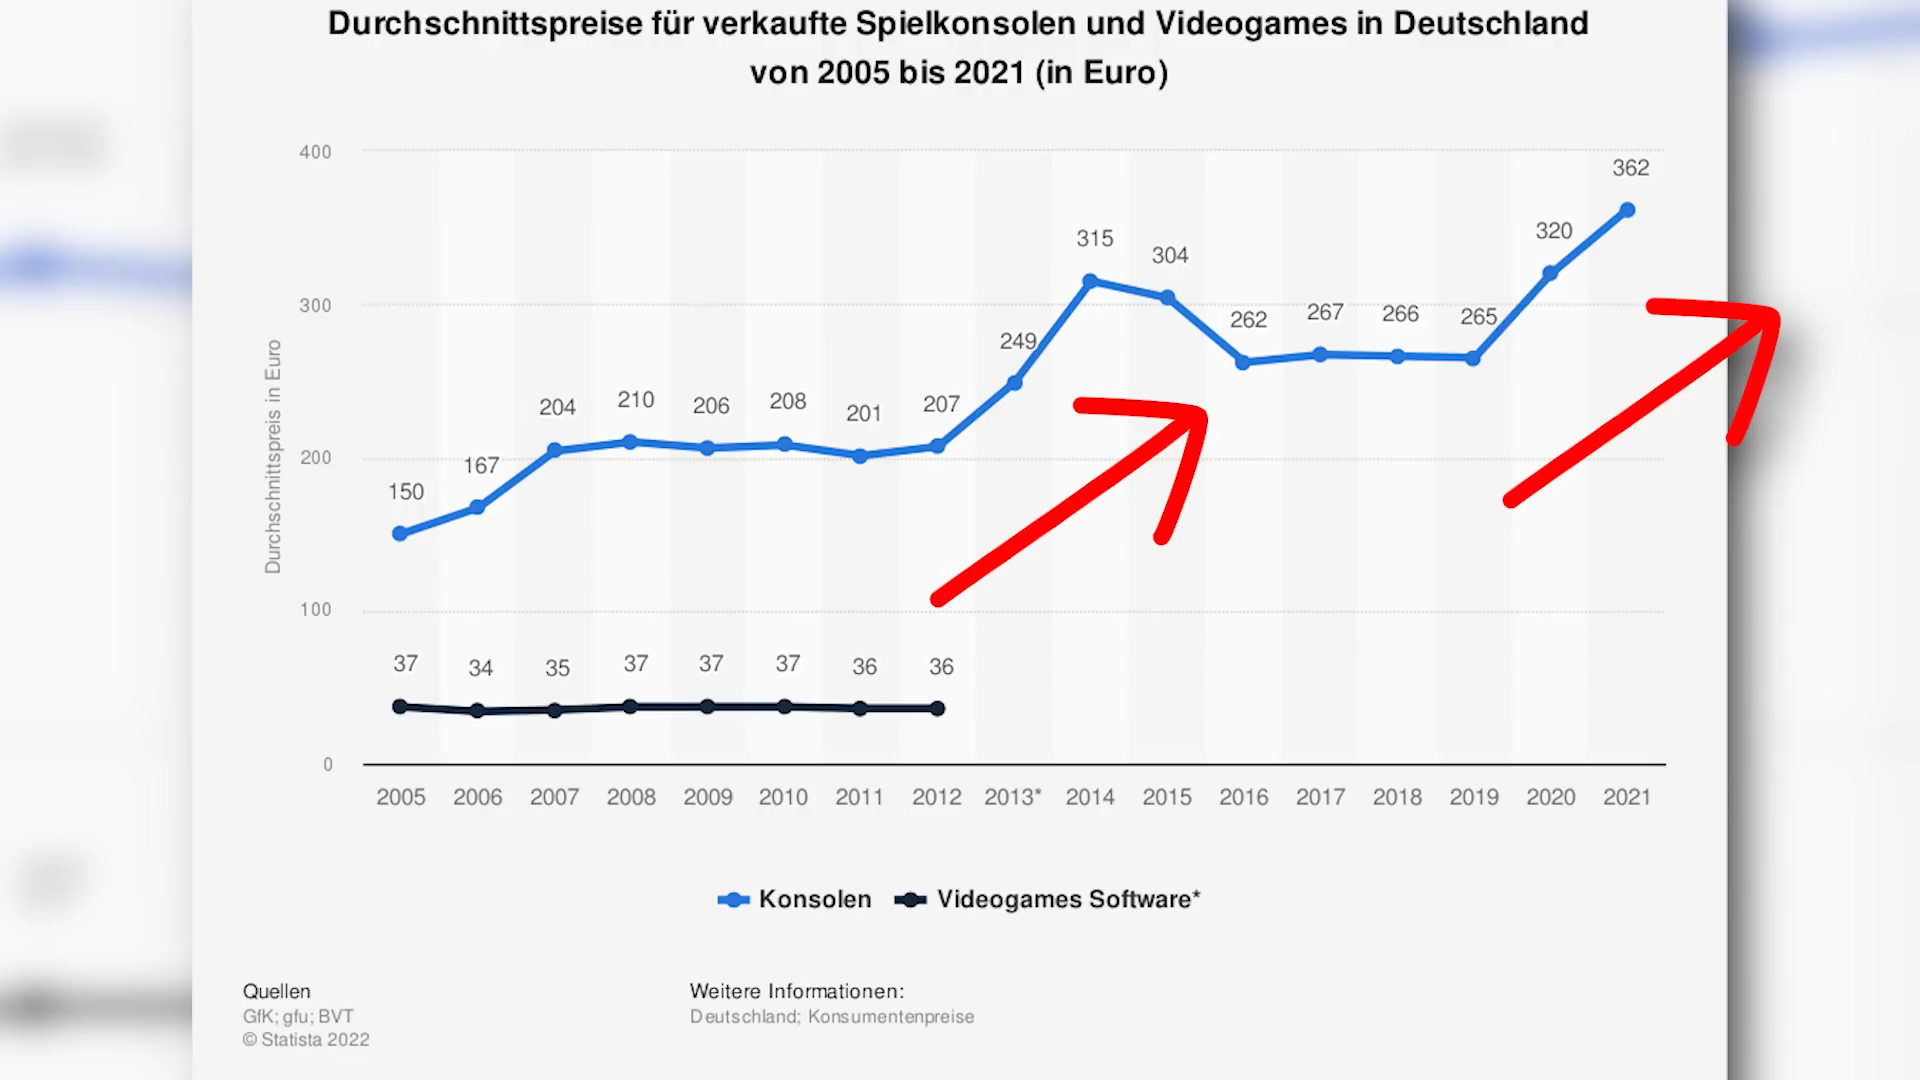 Durchschnittspreise für verkaufte Spielkonsolen und Videogames in Deutschland
von 2005 bis 2021 (in Euro)
Durchschnittspreis in Euro
400
300
200
100
0
150 167 204 210 206 208 201 207 249 315 304 262 267 266 265 320 362
37 34 35 37 37 37 36 36
2005 2006 2007 2008 2009 2010 2011 2012 2013* 2014 2015 2016 2017 2018 2019 2020 2021
Konsolen Videogames Software*
Quellen
GfK; gfu; BVT
© Statista 2022
Weitere Informationen:
Deutschland; Konsumentenpreise